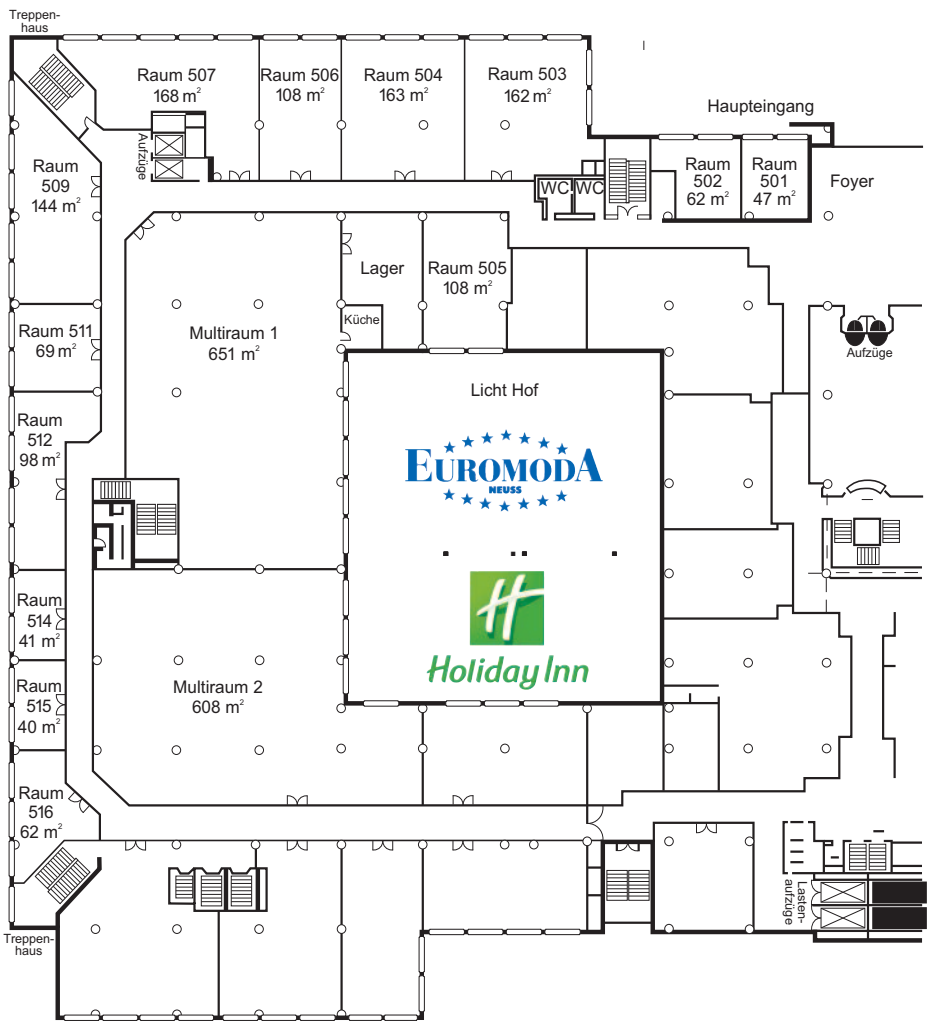 Treppen-
haus
Raum 507
168 m²
Raum 506
108 m²
Raum 504
163 m²
Raum 503
162 m²
Haupteingang
Aufzüge
Raum
509
144 m²
WC
WC
Raum
502
62 m²
Raum
501
47 m²
Foyer
Lager
Raum 505
108 m²
Raum 511
69 m²
Multiraum 1
651 m²
Küche
Aufzüge
Licht Hof
Raum
512
98 m²
EUROMODA
NEUSS
Raum
514
41 m²
H
Holiday Inn
Raum
515
40 m²
Multiraum 2
608 m²
Raum
516
62 m²
Lasten-
aufzüge
Treppen-
haus